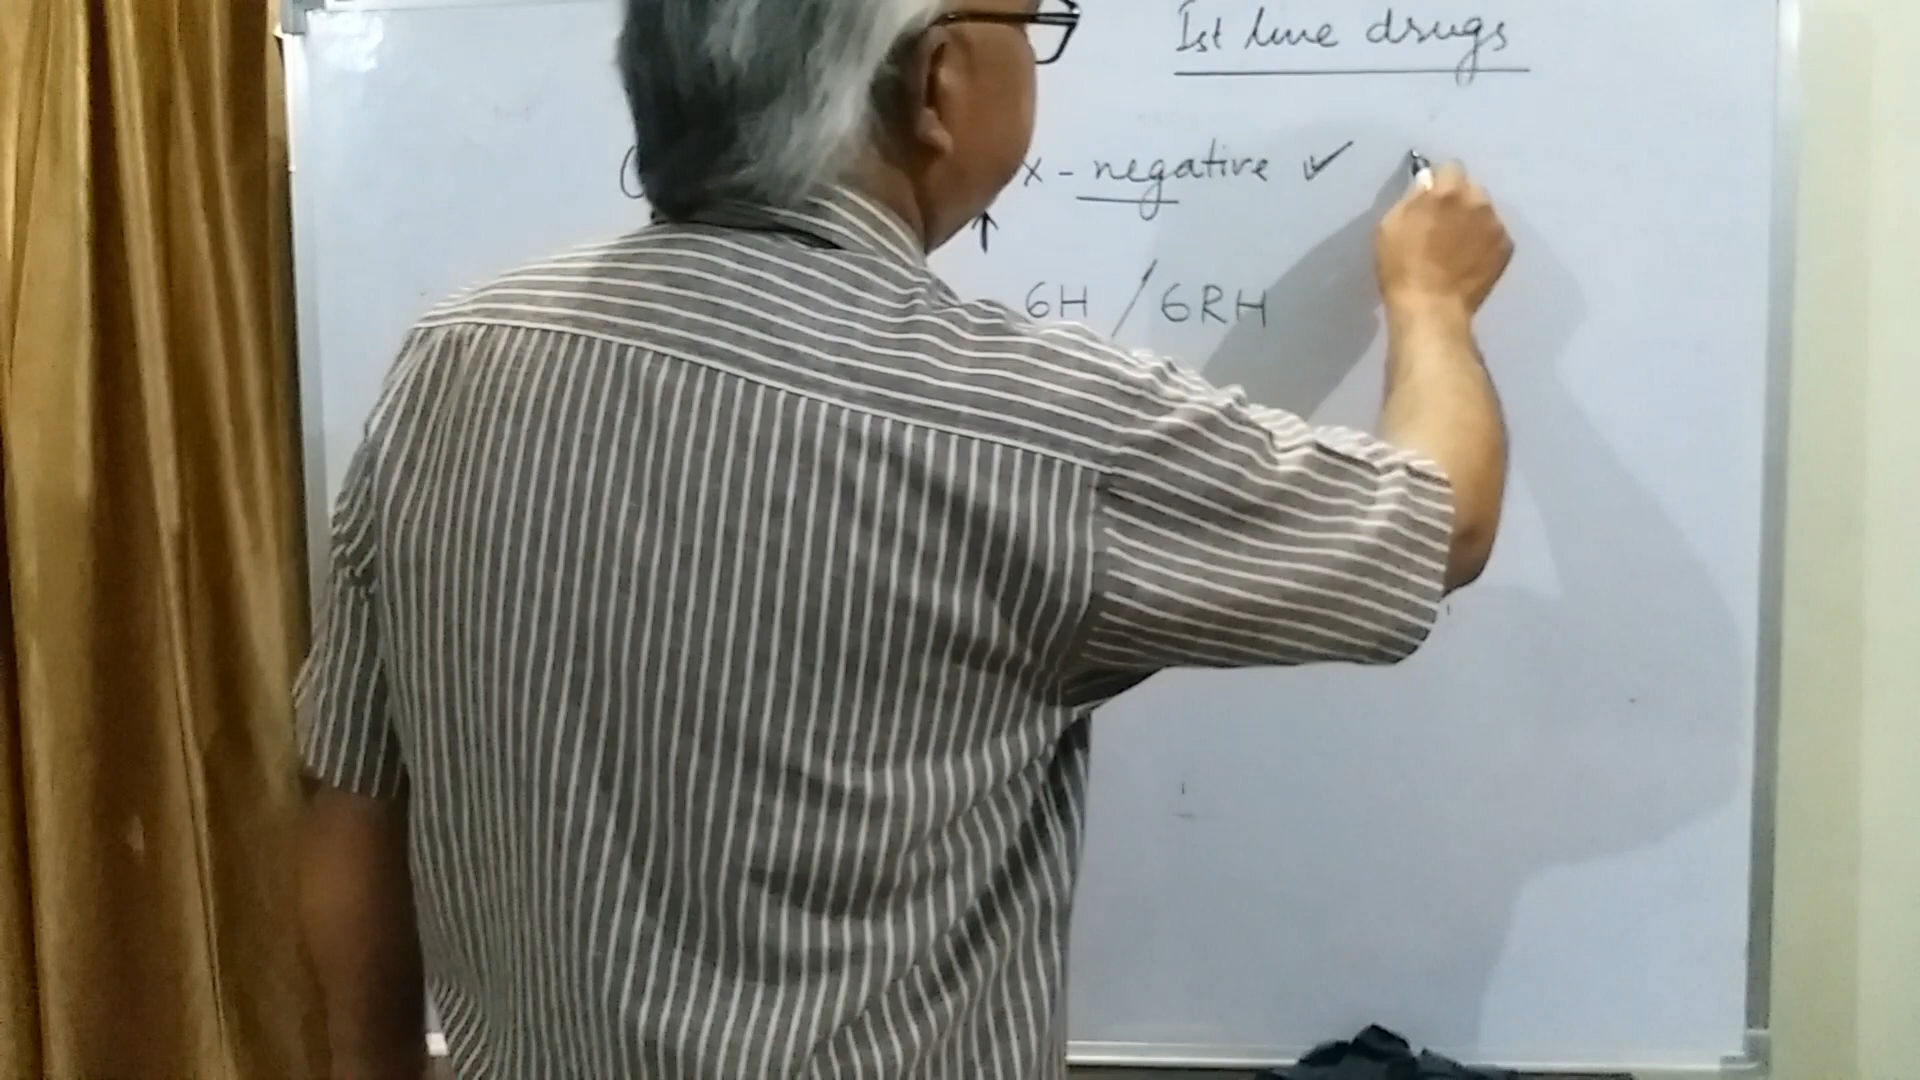 Ist line drugs
x - negative ✓
6H / 6RH